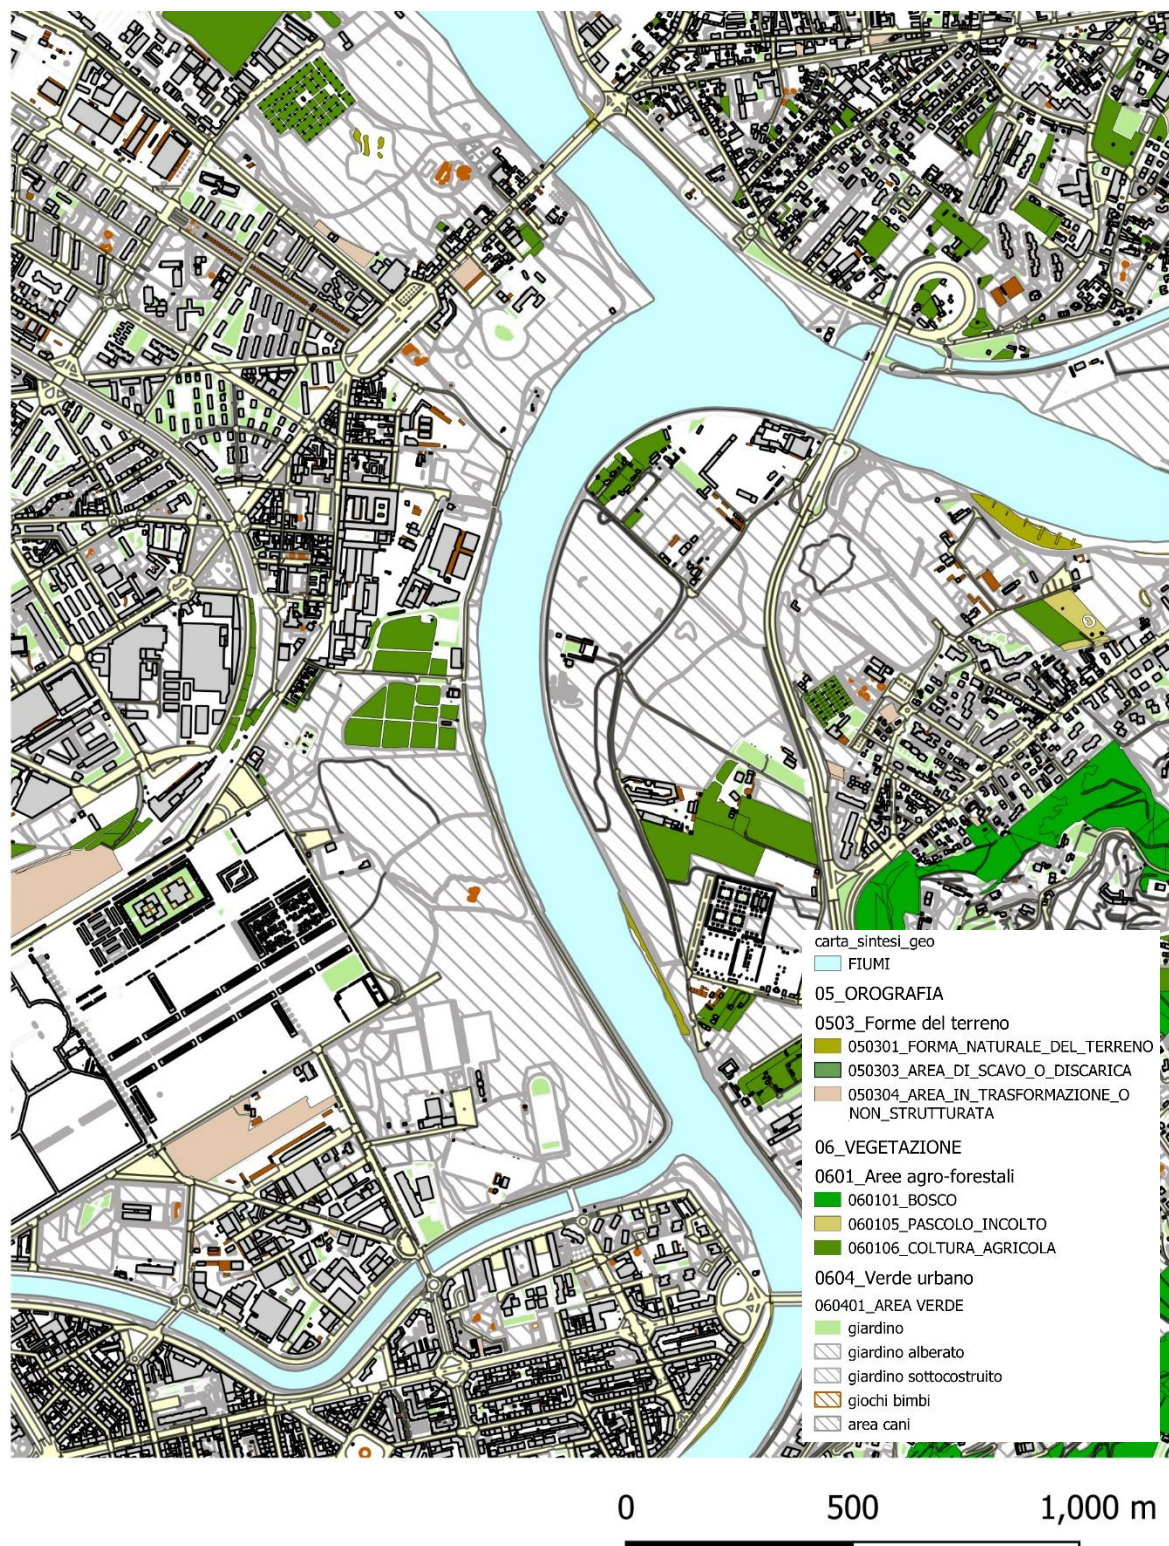 carta_sintesi_geo
FIUMI
05_OROGRAFIA
0503_Forme del terreno
050301_FORMA_NATURALE_DEL_TERRENO
050303_AREA_DI_SCAVO_O_DISCARICA
050304_AREA_IN_TRASFORMAZIONE_O
NON_STRUTTURATA
06_VEGETAZIONE
0601_Aree agro-forestali
060101_BOSCO
060105_PASCOLO_INCOLTO
060106_COLTURA_AGRICOLA
0604_Verde urbano
060401_AREA VERDE
giardino
giardino alberato
giardino sottocostruito
giochi bimbi
area cani
0 500 1,000 m